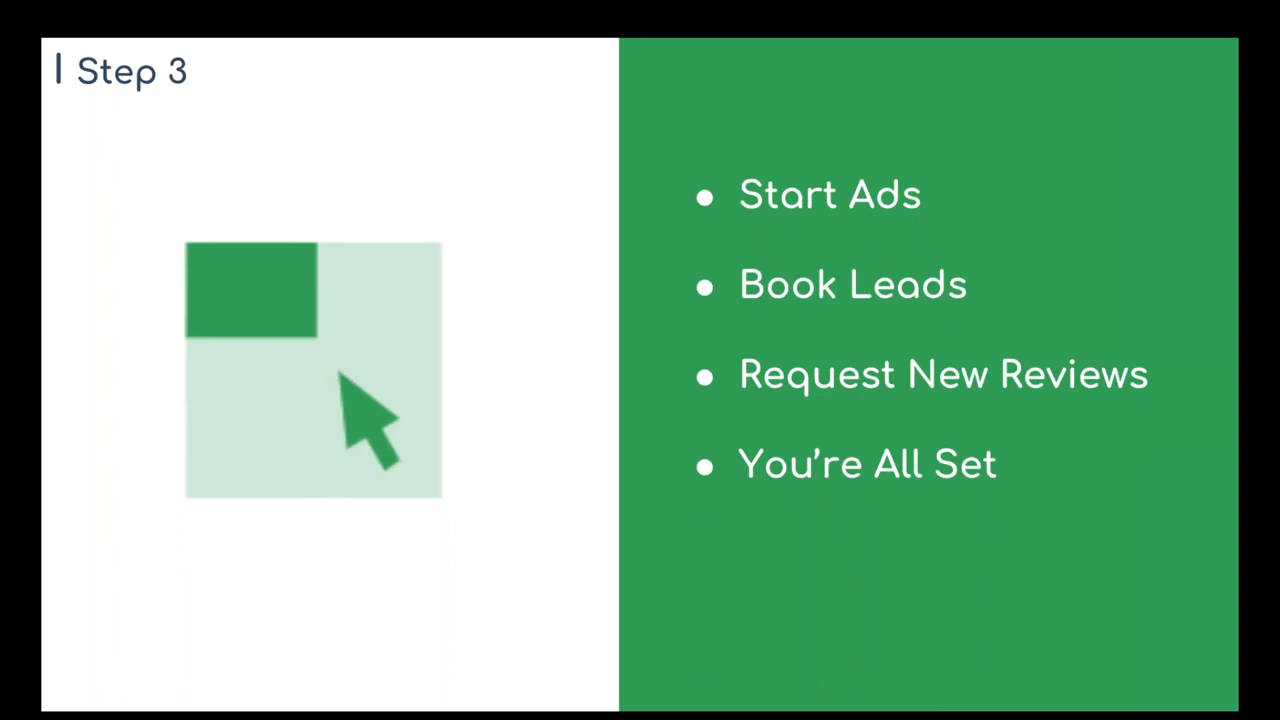 Step 3
● Start Ads
● Book Leads
● Request New Reviews
● You’re All Set